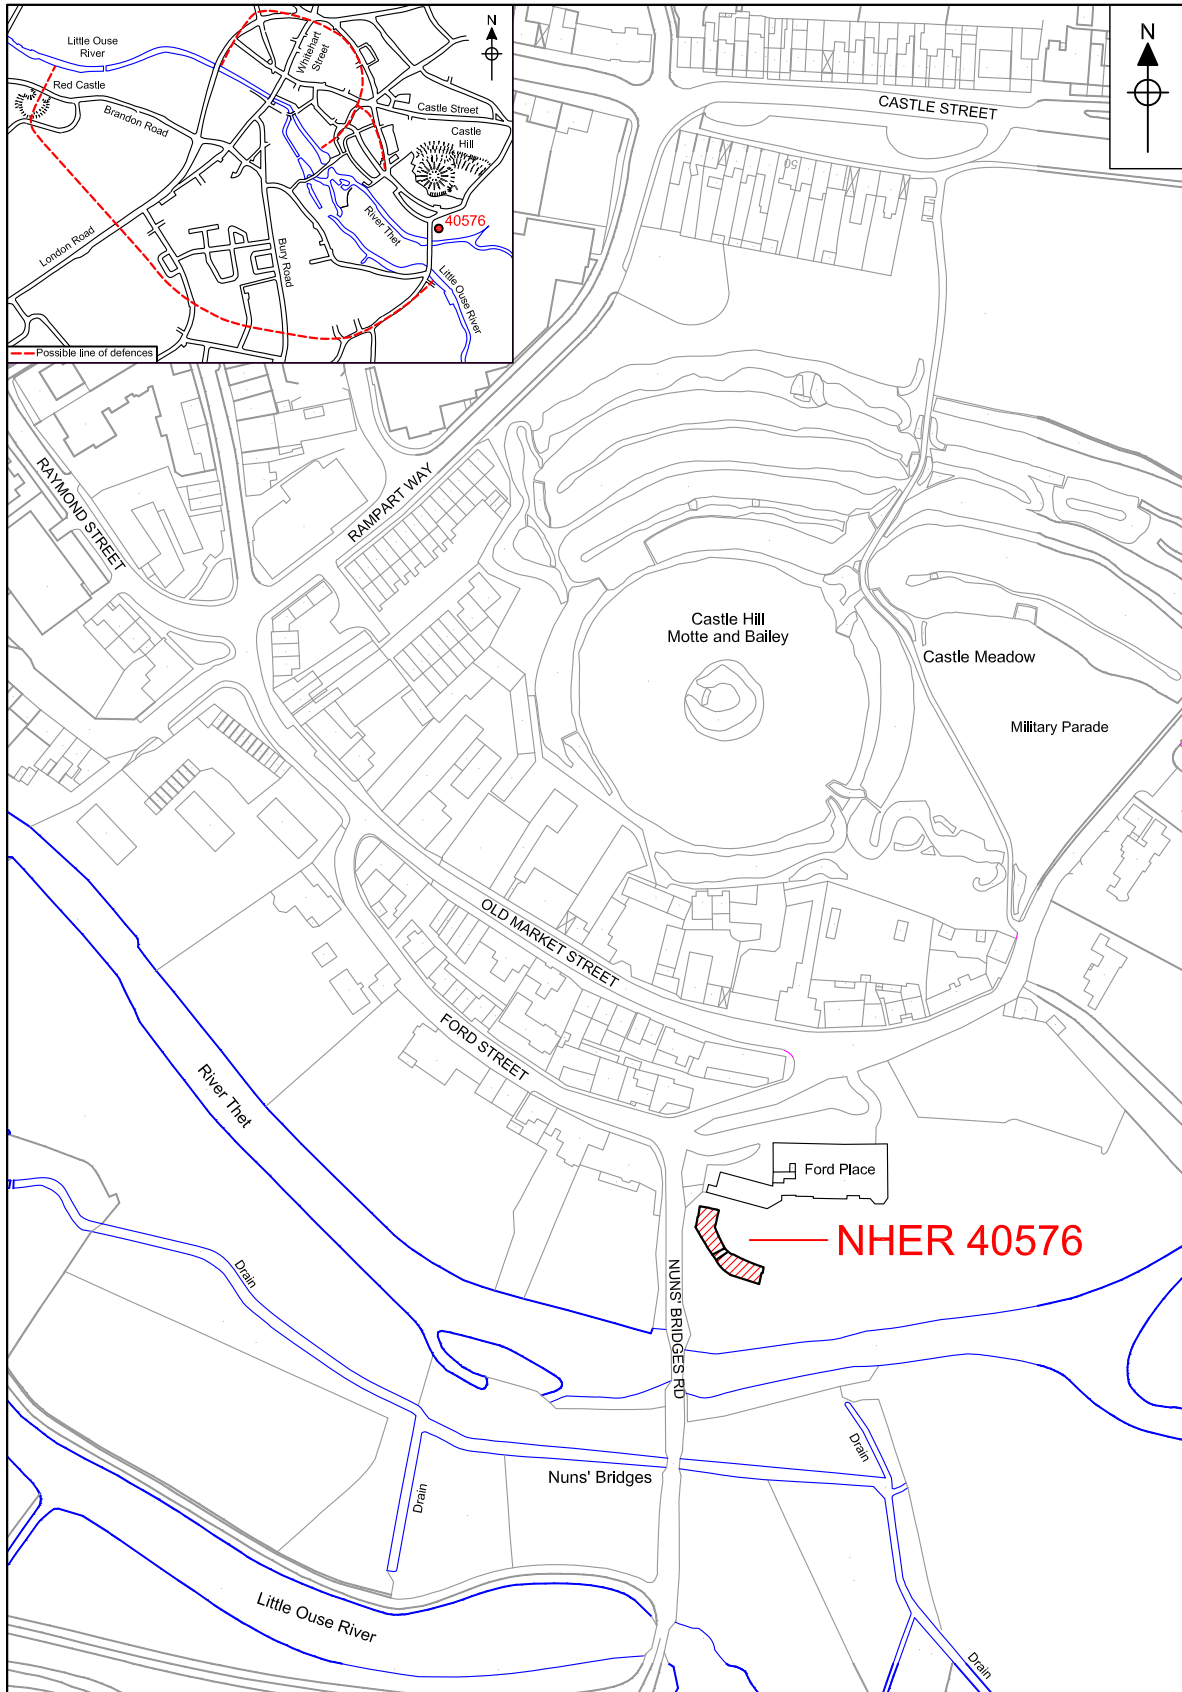 Little Ouse
River
Red Castle
Brandon Road
Whitehart
Street
N
Castle Street
Castle
Hill
40576
River Thet
London Road
Bury Road
Little Ouse River
Possible line of defences
N
CASTLE STREET
50
RAYMOND STREET
RAMPART WAY
Castle Hill
Motte and Bailey
Castle Meadow
Military Parade
OLD MARKET STREET
FORD STREET
River Thet
Ford Place
NHER 40576
NUNS' BRIDGES RD
Drain
Drain
Drain
Nuns' Bridges
Little Ouse River
Drain